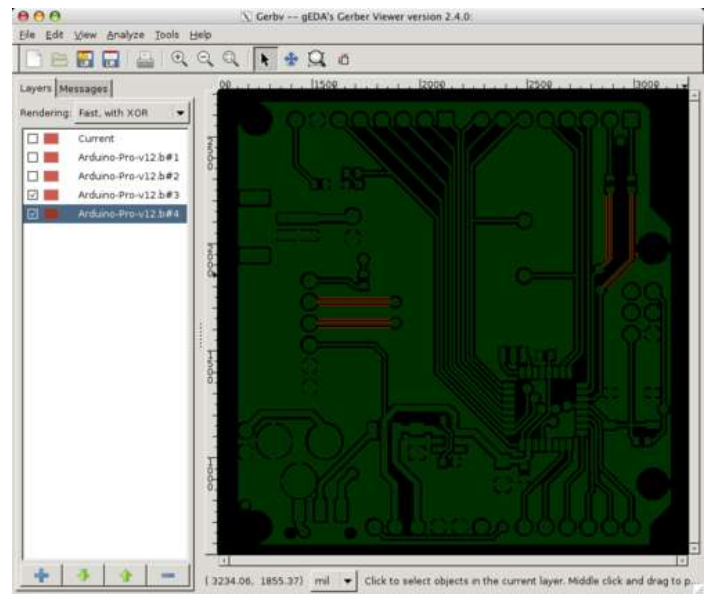 Gerbv -- gEDA's Gerber Viewer version 2.4.0:
File Edit View Analyze Tools Help
Layers Messages
00 1500 2000 2500 3000
Rendering: Fast, with XOR
Current
Arduino-Pro-v12.b#1
Arduino-Pro-v12.b#2
Arduino-Pro-v12.b#3
Arduino-Pro-v12.b#4
( 3234.06, 1855.37) mil Click to select objects in the current layer. Middle click and drag to p...